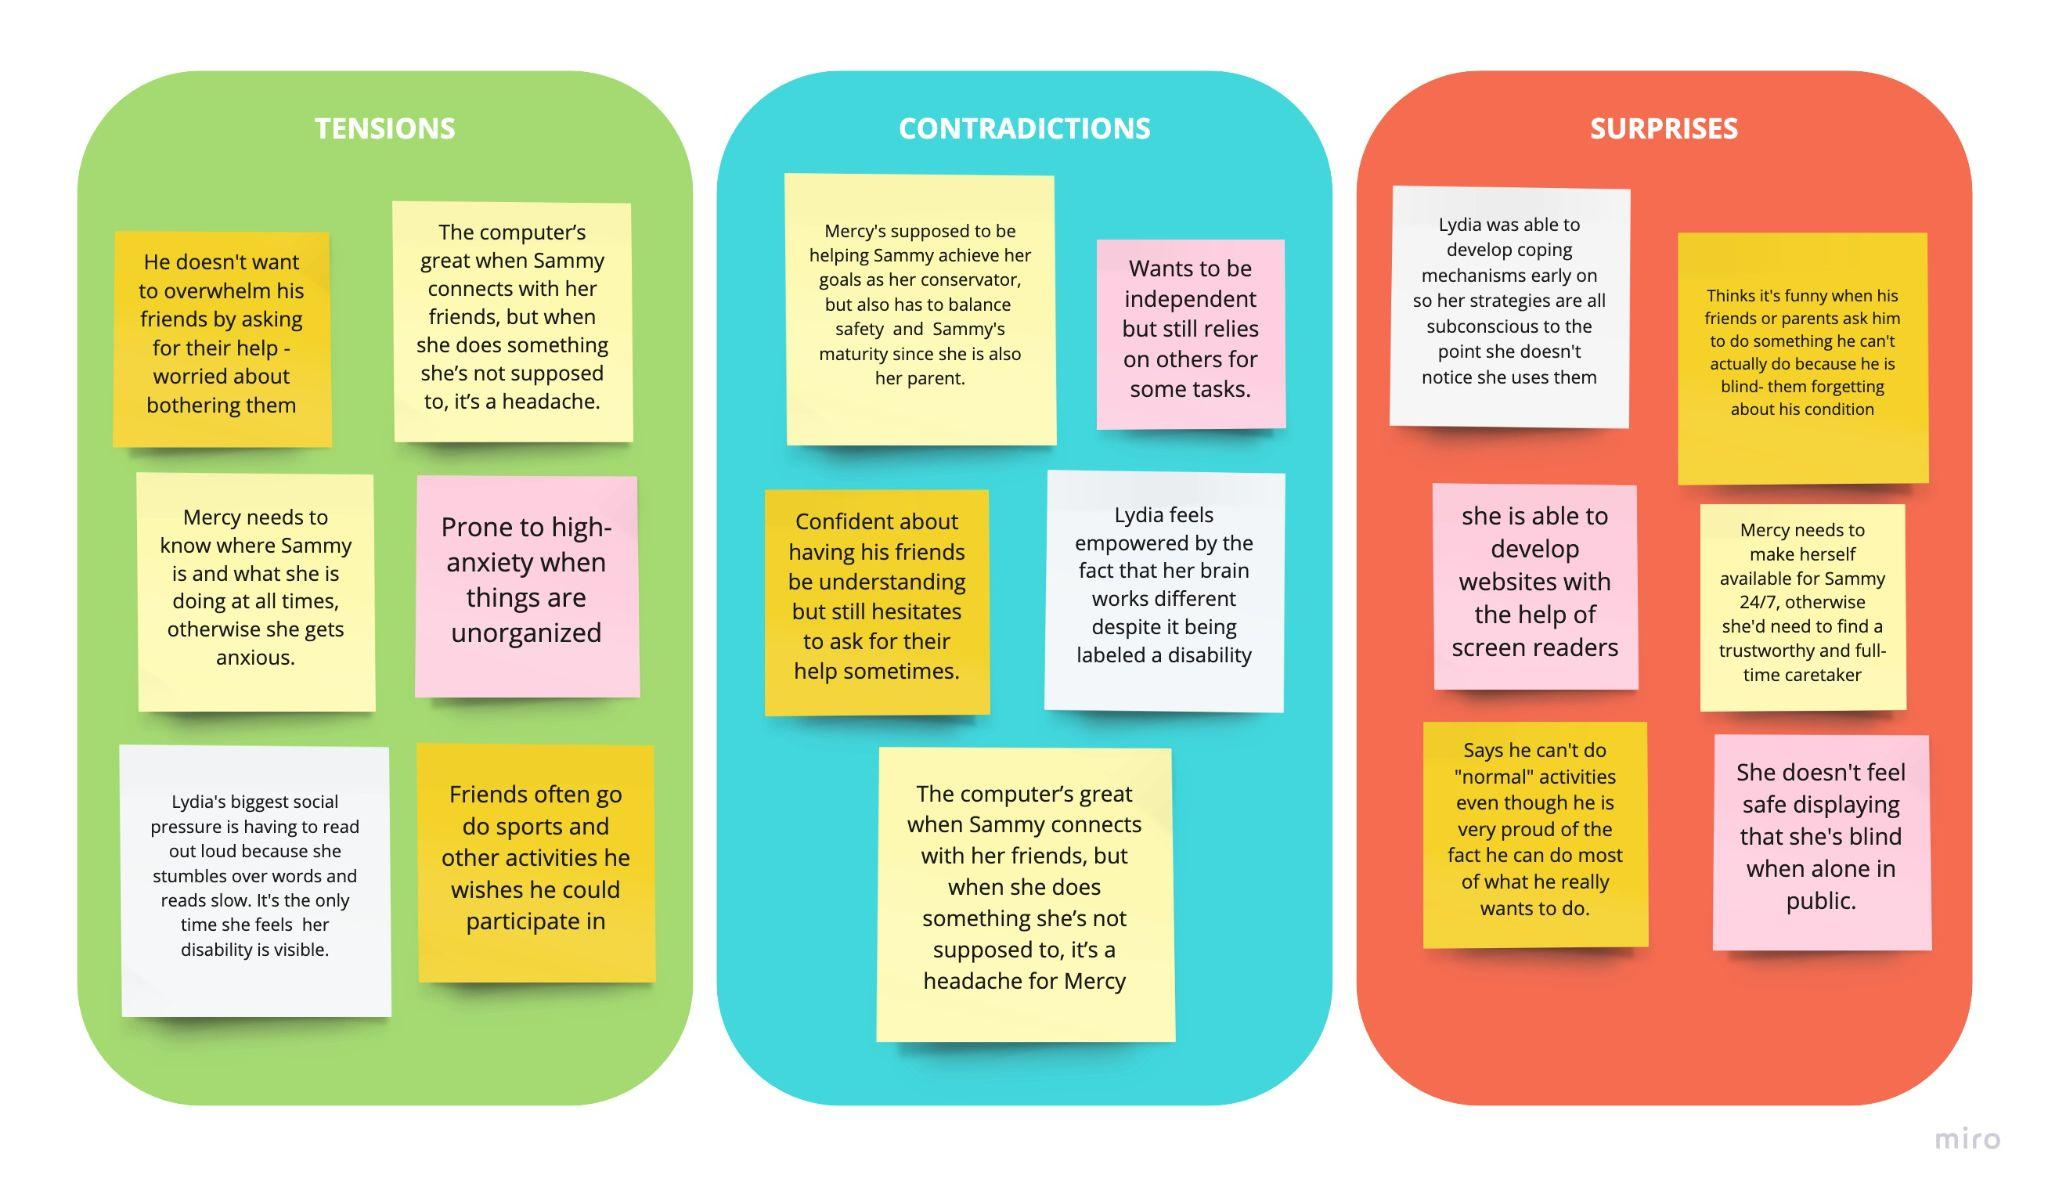 TENSIONS
He doesn't want
to overwhelm his
friends by asking
for their help -
worried about
bothering them
The computer’s
great when Sammy
connects with her
friends, but when
she does something
she’s not supposed
to, it’s a headache.
Mercy needs to
know where Sammy
is and what she is
doing at all times,
otherwise she gets
anxious.
Prone to high-
anxiety when
things are
unorganized
Lydia's biggest social
pressure is having to read
out loud because she
stumbles over words and
reads slow. It's the only
time she feels  her
disability is visible.
Friends often go
do sports and
other activities he
wishes he could
participate in
CONTRADICTIONS
Mercy's supposed to be
helping Sammy achieve her
goals as her conservator,
but also has to balance
safety  and  Sammy's
maturity since she is also
her parent.
Wants to be
independent
but still relies
on others for
some tasks.
Confident about
having his friends
be understanding
but still hesitates
to ask for their
help sometimes.
Lydia feels
empowered by the
fact that her brain
works different
despite it being
labeled a disability
The computer’s great
when Sammy connects
with her friends, but
when she does
something she’s not
supposed to, it’s a
headache for Mercy
SURPRISES
Lydia was able to
develop coping
mechanisms early on
so her strategies are all
subconscious to the
point she doesn't
notice she uses them
Thinks it's funny when his
friends or parents ask him
to do something he can't
actually do because he is
blind- them forgetting
about his condition
she is able to
develop
websites with
the help of
screen readers
Mercy needs to
make herself
available for Sammy
24/7, otherwise
she'd need to find a
trustworthy and full-
time caretaker
Says he can't do
"normal" activities
even though he is
very proud of the
fact he can do most
of what he really
wants to do.
She doesn't feel
safe displaying
that she's blind
when alone in
public.
miro